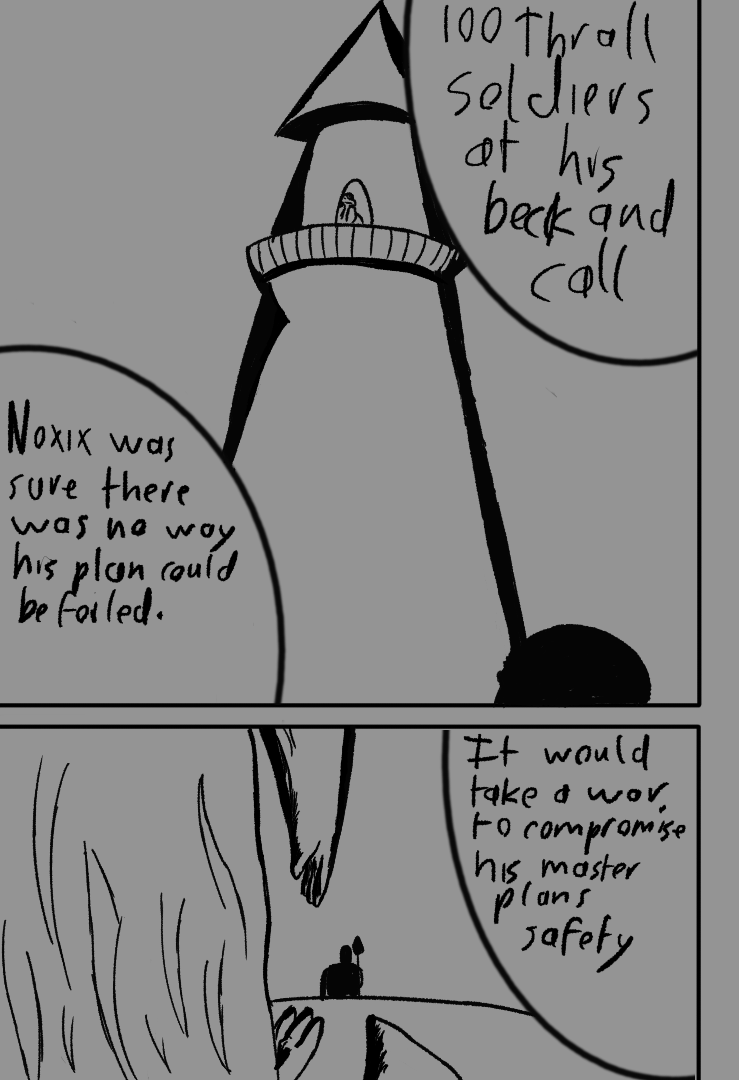 100 thrall
soldiers
at his
beck and
call
Noxix was
sure there
was no way
his plan could
be foiled.
It would
take a war
to compromise
his master
plans
safety